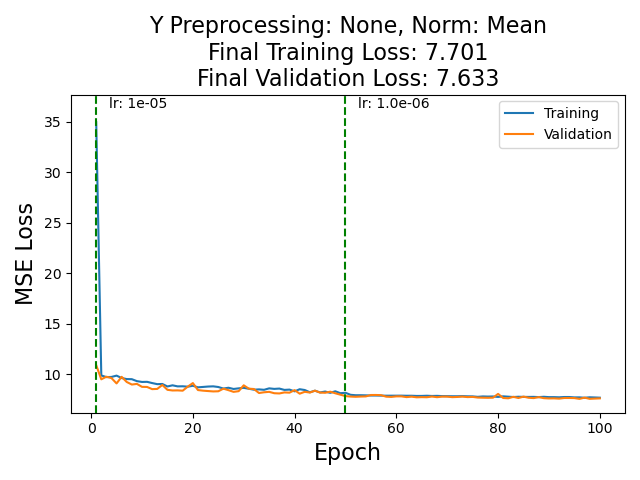 Y Preprocessing: None, Norm: Mean
Final Training Loss: 7.701
Final Validation Loss: 7.633
lr: 1e-05
lr: 1.0e-06
Training
Validation
35
30
25
20
15
10
MSE Loss
0 20 40 60 80 100
Epoch